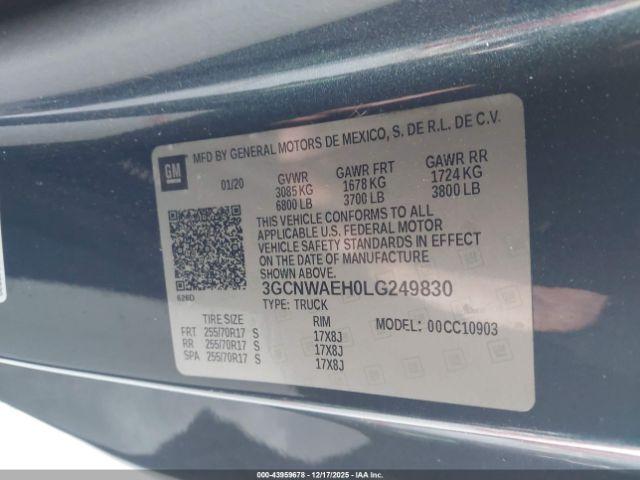 GM
MFD BY GENERAL MOTORS DE MEXICO, S. DE R.L. DE C.V.
01/20 GVWR GAWR FRT GAWR RR
3085 KG 1678 KG 1724 KG
6800 LB 3700 LB 3800 LB
THIS VEHICLE CONFORMS TO ALL
APPLICABLE U.S. FEDERAL MOTOR
VEHICLE SAFETY STANDARDS IN EFFECT
ON THE DATE OF MANUFACTURE
SHOWN ABOVE.
626D
3GCNWAEH0LG249830
TYPE: TRUCK
TIRE SIZE RIM MODEL: 00CC10903
FRT 255/70R17 S 17X8J
RR 255/70R17 S 17X8J
SPA 255/70R17 S 17X8J
000-43959678 - 12/17/2025 - IAAI.COM